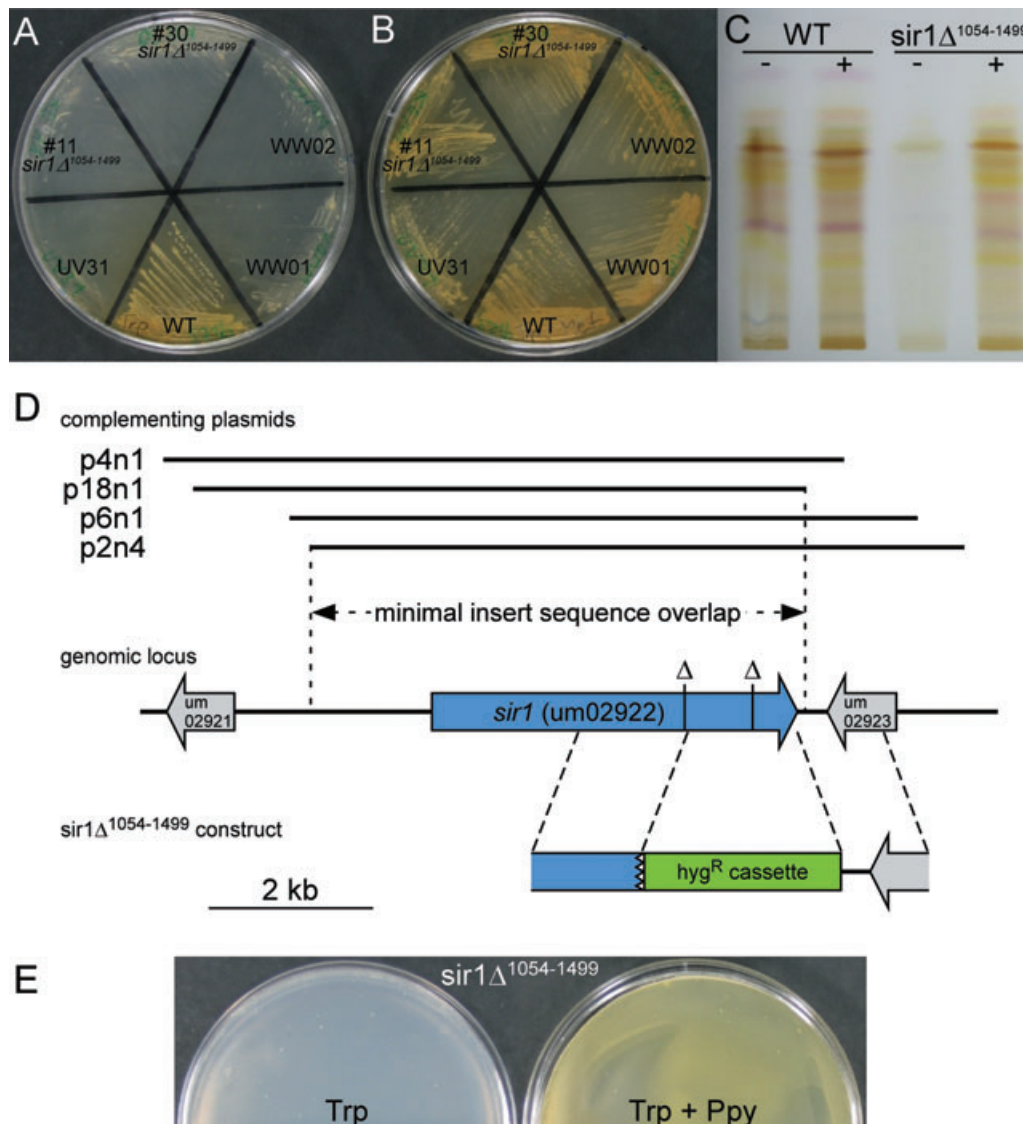 A
#30
sir1Δ1054-1499
#11
sir1Δ1054-1499
WW02
UV31
WW01
WT
Trp
B
#30
sir1Δ1054-1499
#11
sir1Δ1054-1499
WW02
UV31
WW01
WT
C
WT
sir1Δ1054-1499
- + - +
D
complementing plasmids
p4n1
p18n1
p6n1
p2n4
minimal insert sequence overlap
genomic locus
Δ Δ
um
02921
sir1 (um02922)
um
02923
sir1Δ1054-1499 construct
hygR cassette
2 kb
E
sir1Δ1054-1499
Trp
Trp + Ppy